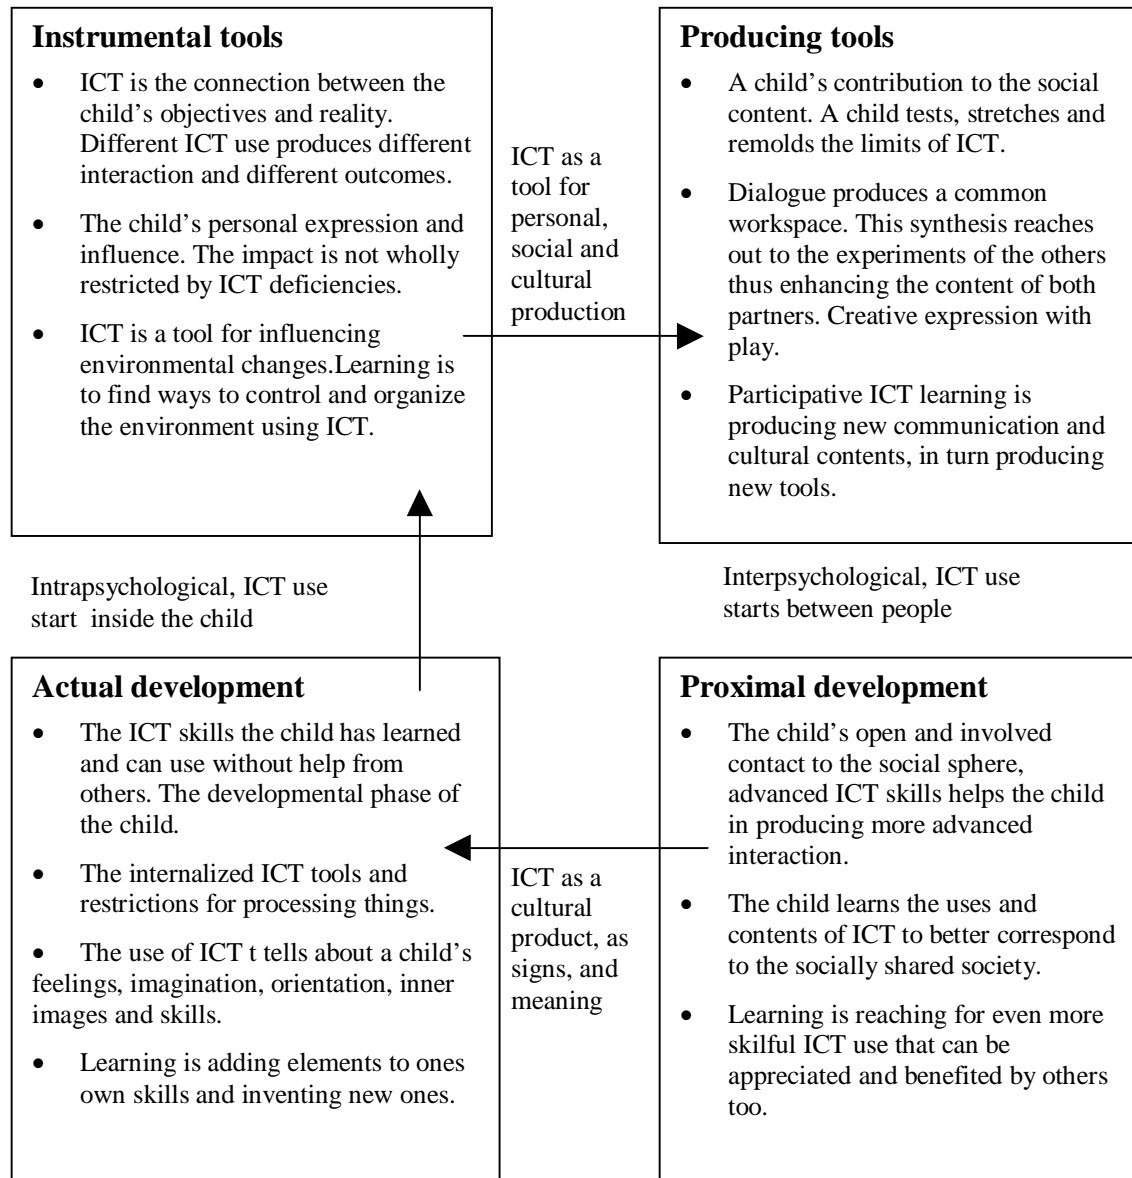 Instrumental tools
• ICT is the connection between the
child’s objectives and reality.
Different ICT use produces different
interaction and different outcomes.
• The child’s personal expression and
influence. The impact is not wholly
restricted by ICT deficiencies.
• ICT is a tool for influencing
environmental changes.Learning is
to find ways to control and organize
the environment using ICT.
ICT as a
tool for
personal,
social and
cultural
production
Producing tools
• A child’s contribution to the social
content. A child tests, stretches and
remolds the limits of ICT.
• Dialogue produces a common
workspace. This synthesis reaches
out to the experiments of the others
thus enhancing the content of both
partners. Creative expression with
play.
• Participative ICT learning is
producing new communication and
cultural contents, in turn producing
new tools.
Intrapsychological, ICT use
start inside the child
Interpsychological, ICT use
starts between people
Actual development
• The ICT skills the child has learned
and can use without help from
others. The developmental phase of
the child.
• The internalized ICT tools and
restrictions for processing things.
• The use of ICT t tells about a child’s
feelings, imagination, orientation, inner
images and skills.
• Learning is adding elements to ones
own skills and inventing new ones.
ICT as a
cultural
product, as
signs, and
meaning
Proximal development
• The child’s open and involved
contact to the social sphere,
advanced ICT skills helps the child
in producing more advanced
interaction.
• The child learns the uses and
contents of ICT to better correspond
to the socially shared society.
• Learning is reaching for even more
skilful ICT use that can be
appreciated and benefited by others
too.